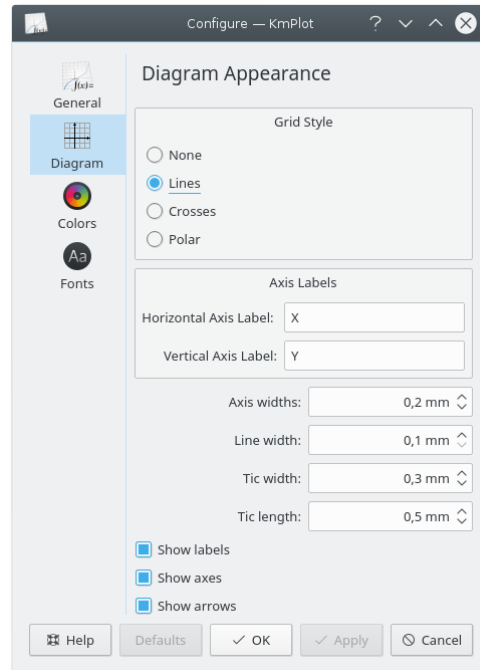 Configure — KmPlot
f(x)=
General
Diagram
Colors
Aa
Fonts
Diagram Appearance
Grid Style
None
Lines
Crosses
Polar
Axis Labels
Horizontal Axis Label: X
Vertical Axis Label: Y
Axis widths: 0,2 mm
Line width: 0,1 mm
Tic width: 0,3 mm
Tic length: 0,5 mm
Show labels
Show axes
Show arrows
Help Defaults OK Apply Cancel